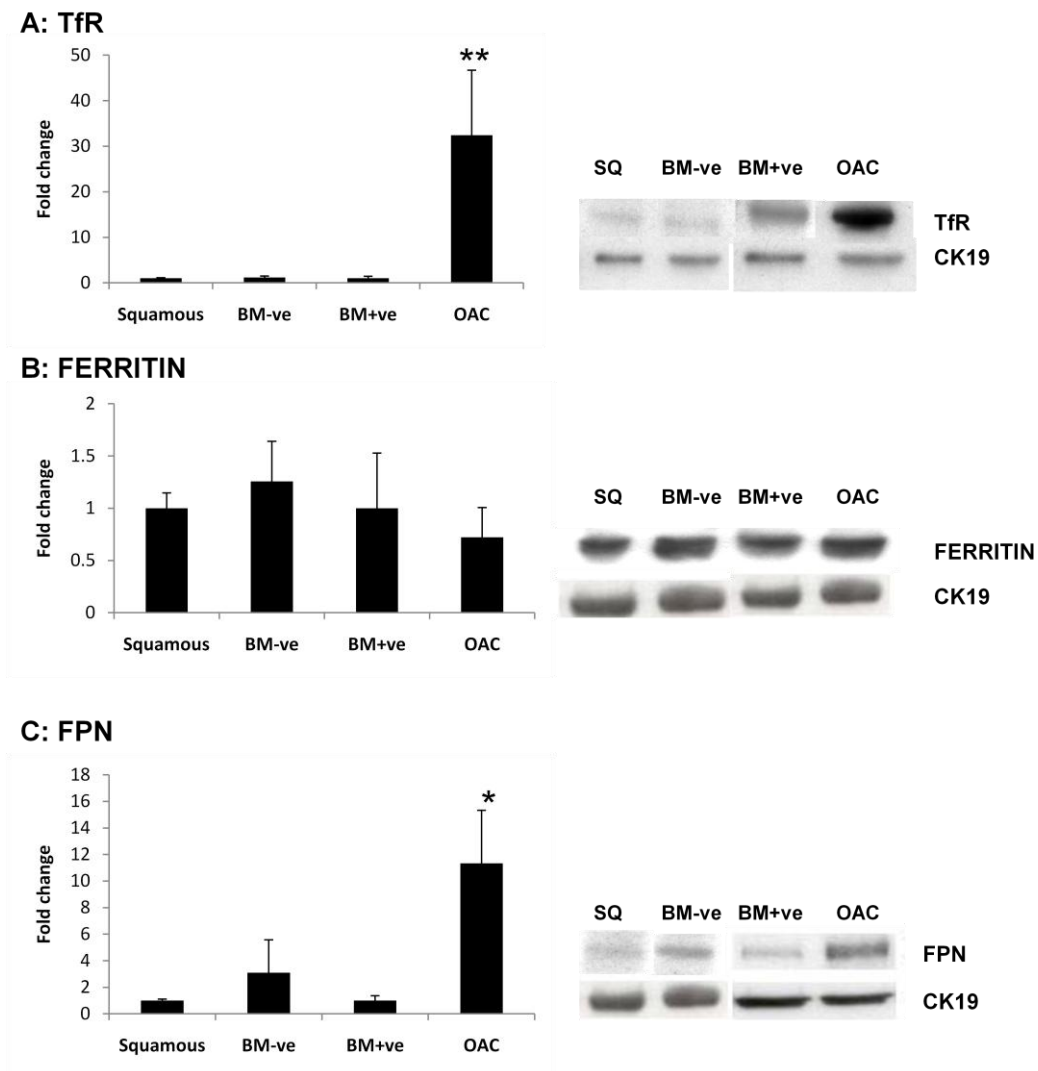 A: TfR
50
40
30
20
10
0
Fold change
**
Squamous BM-ve BM+ve OAC
SQ BM-ve BM+ve OAC
TfR
CK19
B: FERRITIN
2
1.5
1
0.5
0
Fold change
Squamous BM-ve BM+ve OAC
SQ BM-ve BM+ve OAC
FERRITIN
CK19
C: FPN
18
16
14
12
10
8
6
4
2
0
Fold change
*
Squamous BM-ve BM+ve OAC
SQ BM-ve BM+ve OAC
FPN
CK19